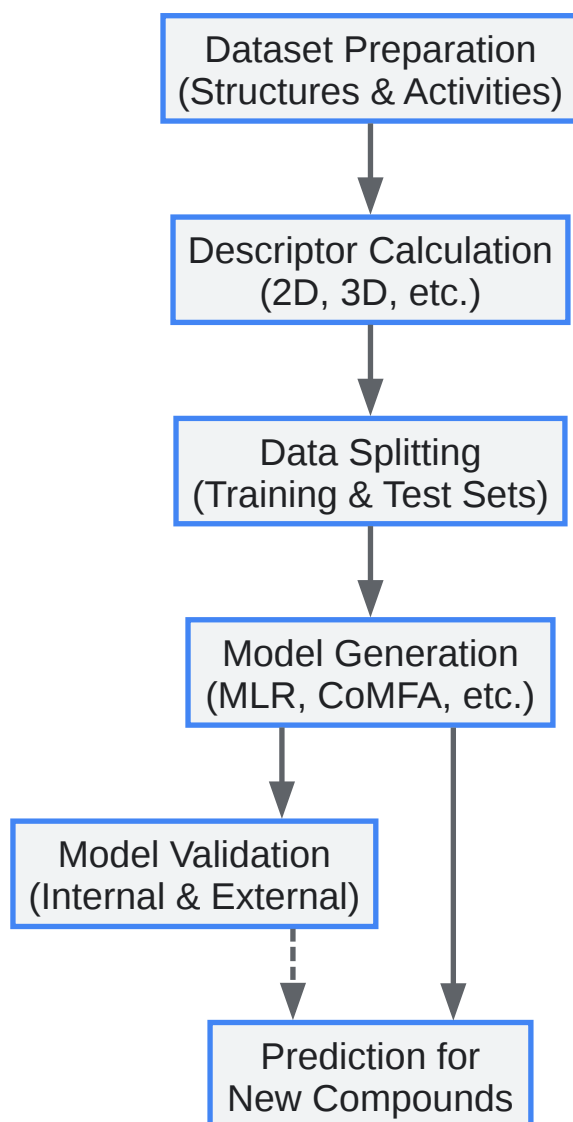 Dataset Preparation
(Structures & Activities)
Descriptor Calculation
(2D, 3D, etc.)
Data Splitting
(Training & Test Sets)
Model Generation
(MLR, CoMFA, etc.)
Model Validation
(Internal & External)
Prediction for
New Compounds